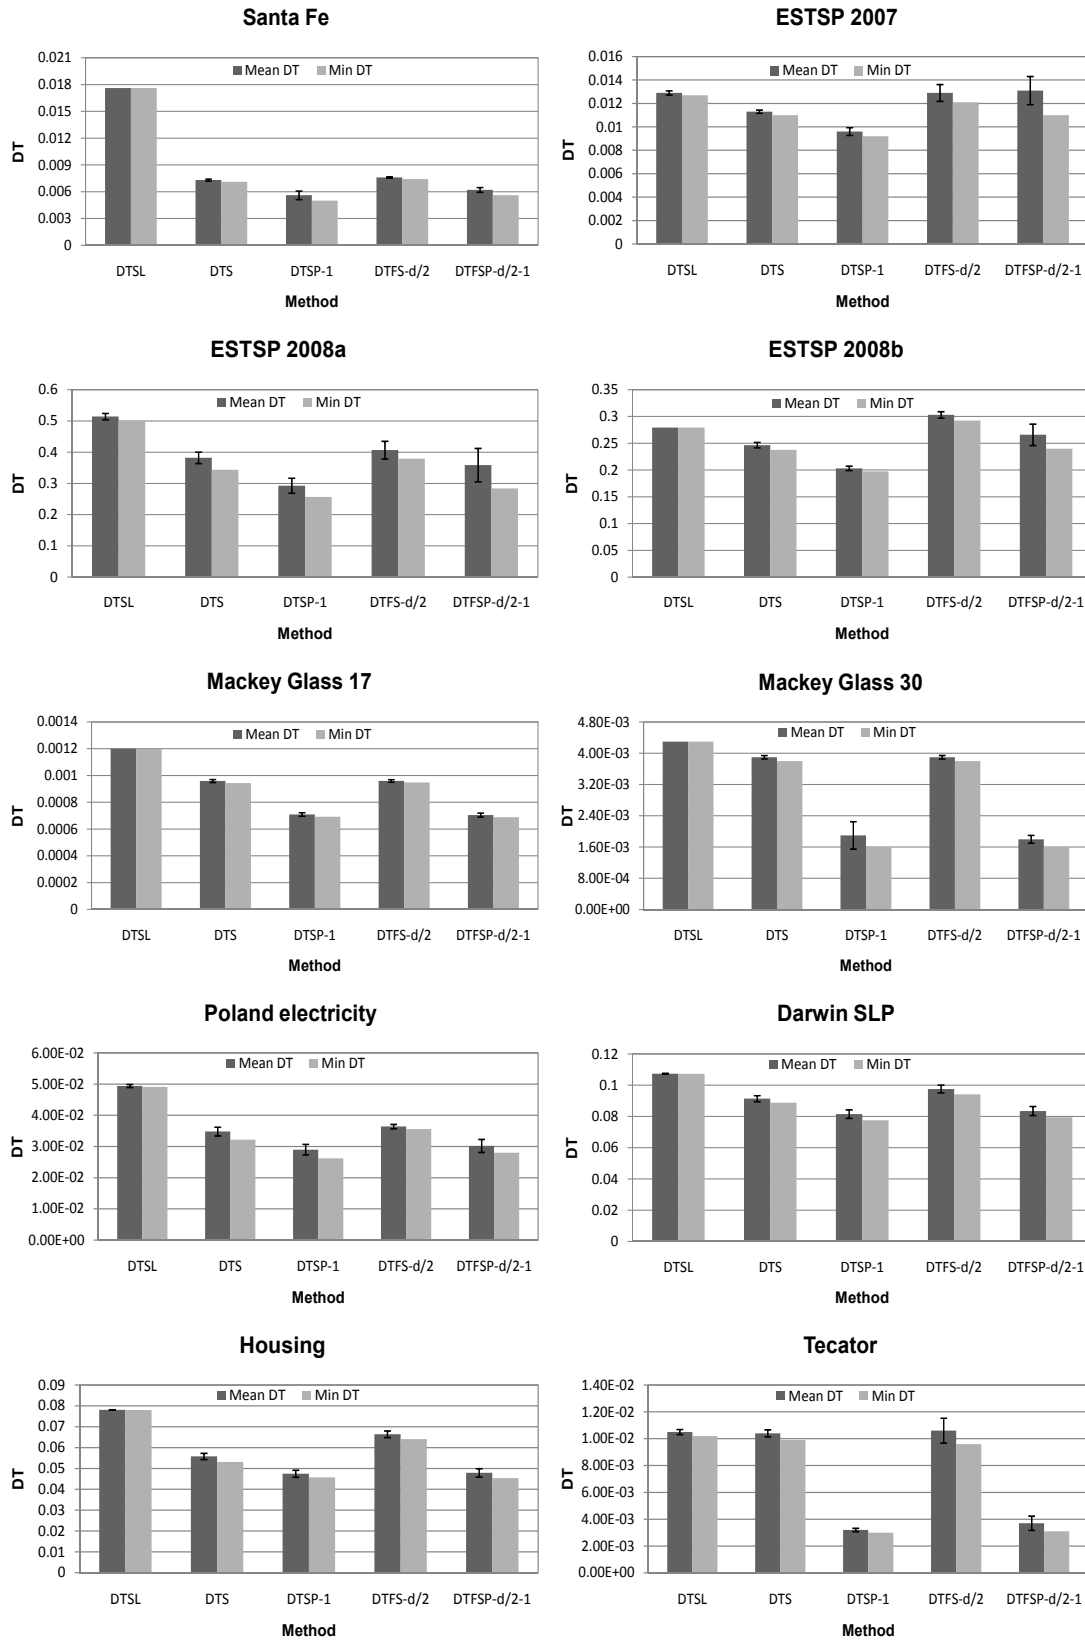 Santa Fe
0.021
0.018
0.015
0.012
0.009
0.006
0.003
0
DT
Mean DT Min DT
DTSL DTS DTSP-1 DTFS-d/2 DTFSP-d/2-1
Method
ESTSP 2007
0.016
0.014
0.012
0.01
0.008
0.006
0.004
0.002
0
DT
Mean DT Min DT
DTSL DTS DTSP-1 DTFS-d/2 DTFSP-d/2-1
Method
ESTSP 2008a
0.6
0.5
0.4
0.3
0.2
0.1
0
DT
Mean DT Min DT
DTSL DTS DTSP-1 DTFS-d/2 DTFSP-d/2-1
Method
ESTSP 2008b
0.35
0.3
0.25
0.2
0.15
0.1
0.05
0
DT
Mean DT Min DT
DTSL DTS DTSP-1 DTFS-d/2 DTFSP-d/2-1
Method
Mackey Glass 17
0.0014
0.0012
0.001
0.0008
0.0006
0.0004
0.0002
0
DT
Mean DT Min DT
DTSL DTS DTSP-1 DTFS-d/2 DTFSP-d/2-1
Method
Mackey Glass 30
4.80E-03
4.00E-03
3.20E-03
2.40E-03
1.60E-03
8.00E-04
0.00E+00
DT
Mean DT Min DT
DTSL DTS DTSP-1 DTFS-d/2 DTFSP-d/2-1
Method
Poland electricity
6.00E-02
5.00E-02
4.00E-02
3.00E-02
2.00E-02
1.00E-02
0.00E+00
DT
Mean DT Min DT
DTSL DTS DTSP-1 DTFS-d/2 DTFSP-d/2-1
Method
Darwin SLP
0.12
0.1
0.08
0.06
0.04
0.02
0
DT
Mean DT Min DT
DTSL DTS DTSP-1 DTFS-d/2 DTFSP-d/2-1
Method
Housing
0.09
0.08
0.07
0.06
0.05
0.04
0.03
0.02
0.01
0
DT
Mean DT Min DT
DTSL DTS DTSP-1 DTFS-d/2 DTFSP-d/2-1
Method
Tecator
1.40E-02
1.20E-02
1.00E-02
8.00E-03
6.00E-03
4.00E-03
2.00E-03
0.00E+00
DT
Mean DT Min DT
DTSL DTS DTSP-1 DTFS-d/2 DTFSP-d/2-1
Method